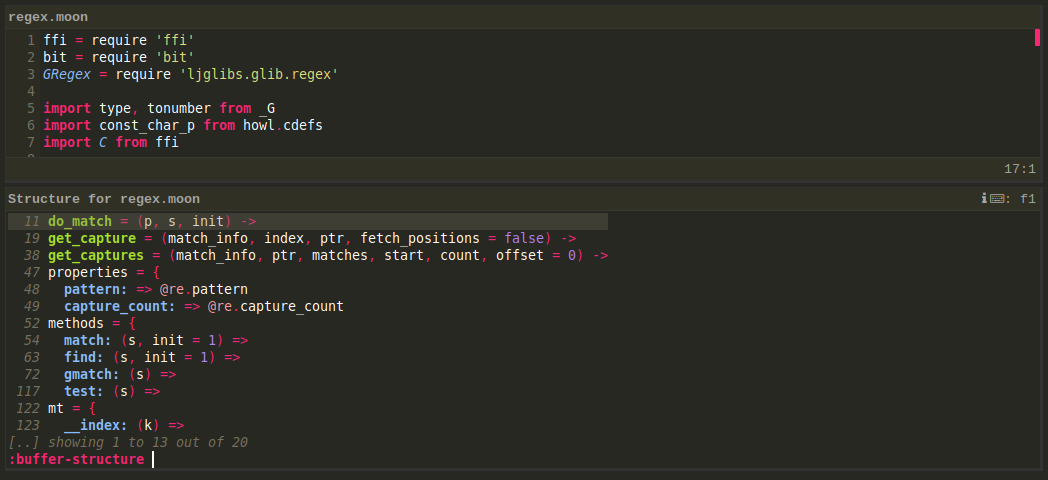 regex.moon
1 ffi = require 'ffi'
2 bit = require 'bit'
3 GRegex = require 'ljglibs.glib.regex'
4
5 import type, tonumber from _G
6 import const_char_p from howl.cdefs
7 import C from ffi
8
17:1
Structure for regex.moon ℹ⌨: f1
11 do_match = (p, s, init) ->
19 get_capture = (match_info, index, ptr, fetch_positions = false) ->
38 get_captures = (match_info, ptr, matches, start, count, offset = 0) ->
47 properties = {
48   pattern: => @re.pattern
49   capture_count: => @re.capture_count
52 methods = {
54   match: (s, init = 1) =>
63   find: (s, init = 1) =>
72   gmatch: (s) =>
117   test: (s) =>
122 mt = {
123   __index: (k) =>
[..] showing 1 to 13 out of 20
:buffer-structure